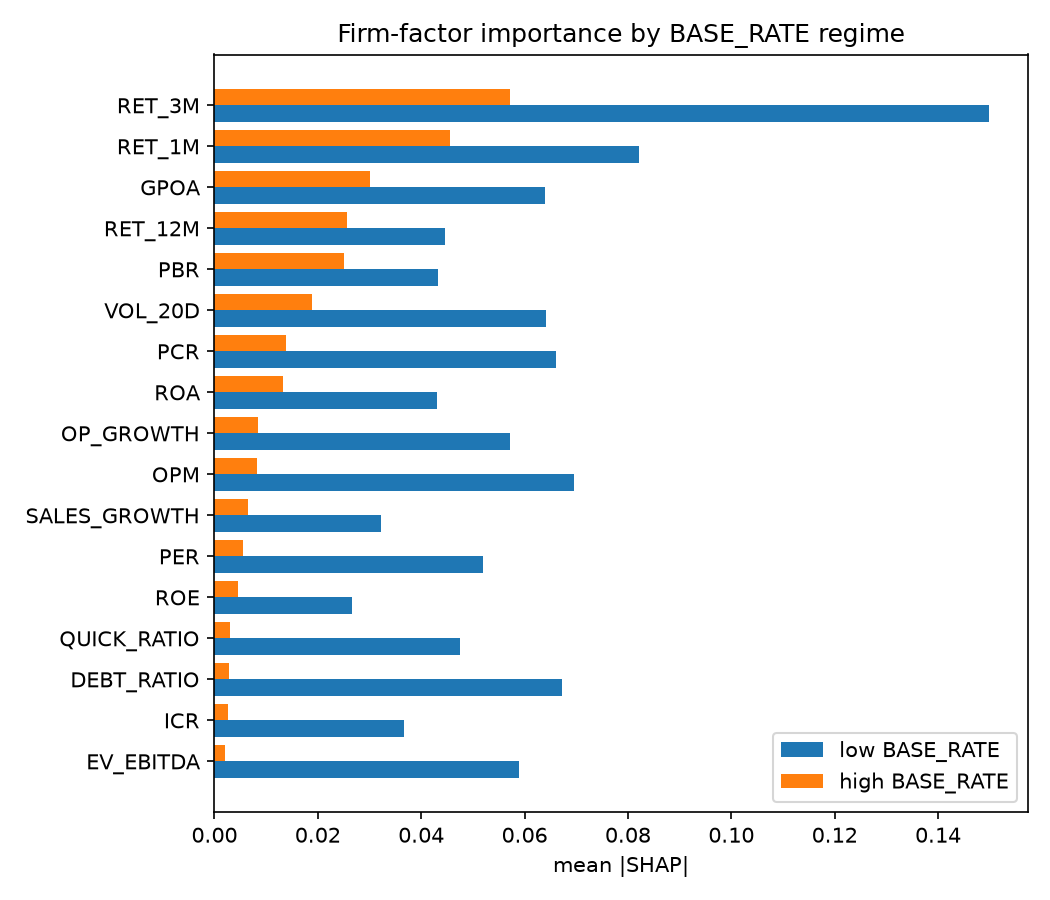 Firm-factor importance by BASE_RATE regime
RET_3M
RET_1M
GPOA
RET_12M
PBR
VOL_20D
PCR
ROA
OP_GROWTH
OPM
SALES_GROWTH
PER
ROE
QUICK_RATIO
DEBT_RATIO
ICR
EV_EBITDA
low BASE_RATE
high BASE_RATE
0.00 0.02 0.04 0.06 0.08 0.10 0.12 0.14
mean |SHAP|